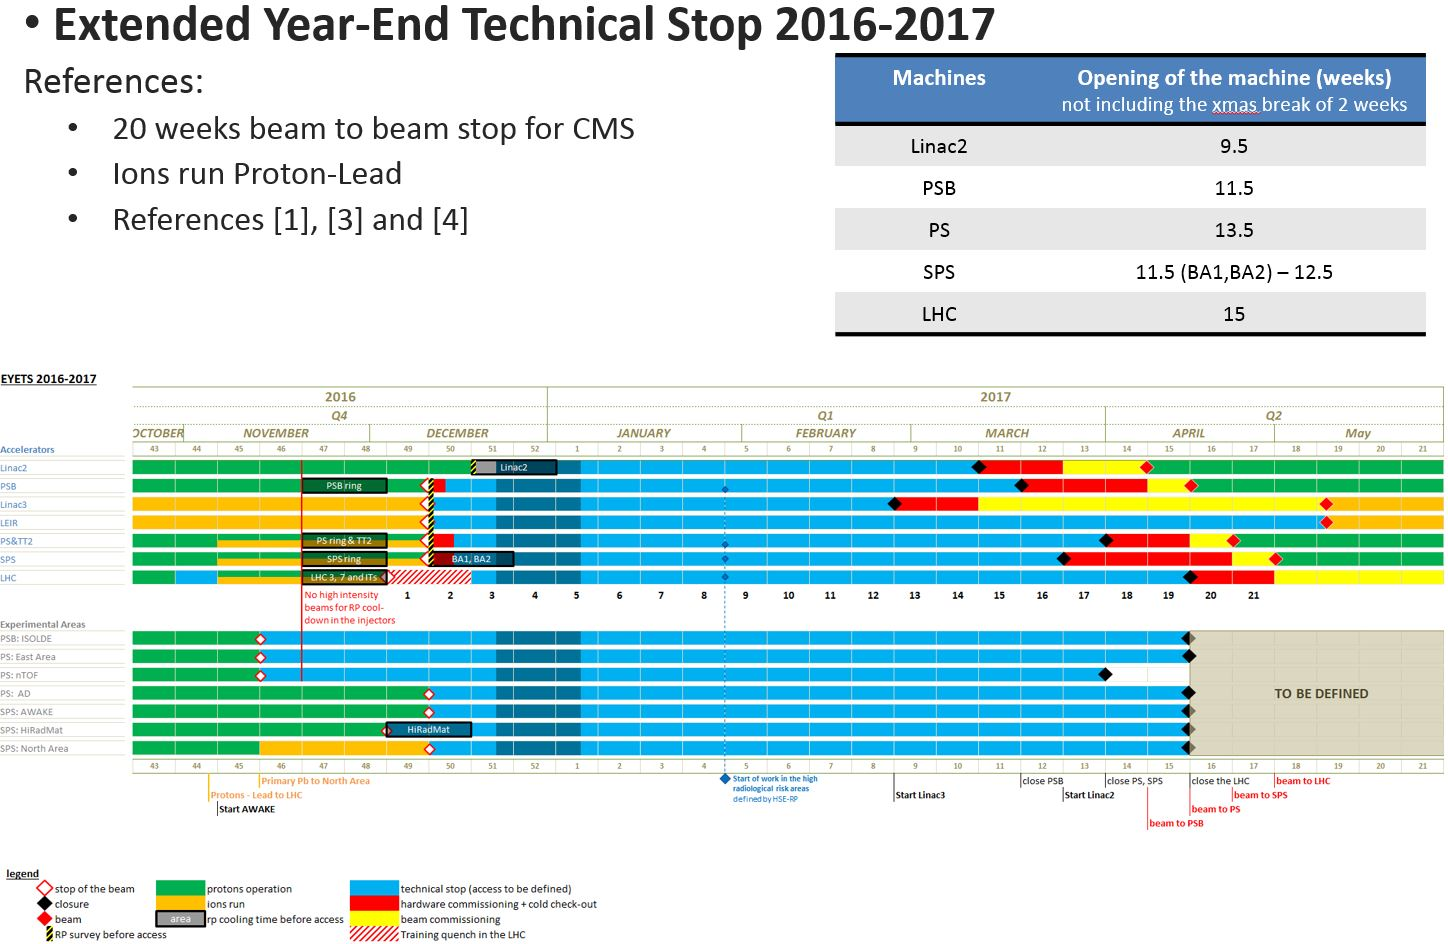 • Extended Year-End Technical Stop 2016-2017
References:
• 20 weeks beam to beam stop for CMS
• Ions run Proton-Lead
• References [1], [3] and [4]
Machines Opening of the machine (weeks)
not including the xmas break of 2 weeks
Linac2 9.5
PSB 11.5
PS 13.5
SPS 11.5 (BA1,BA2) – 12.5
LHC 15
EYETS 2016-2017
2016 2017
Q4 Q1 Q2
OCTOBER NOVEMBER DECEMBER JANUARY FEBRUARY MARCH APRIL May
Accelerators 43 44 45 46 47 48 49 50 51 52 1 2 3 4 5 6 7 8 9 10 11 12 13 14 15 16 17 18 19 20 21
Linac2 Linac2
PSB PSB ring
Linac3
LEIR
PS&TT2 PS ring & TT2
SPS SPS ring BA1, BA2
LHC LHC 3, 7 and ITs
1 2 3 4 5 6 7 8 9 10 11 12 13 14 15 16 17 18 19 20 21
No high intensity
beams for RP cool-
down in the injectors
Experimental Areas
PSB: ISOLDE
PS: East Area
PS: nTOF
PS: AD TO BE DEFINED
SPS: AWAKE
SPS: HiRadMat HiRadMat
SPS: North Area
43 44 45 46 47 48 49 50 51 52 1 2 3 4 5 6 7 8 9 10 11 12 13 14 15 16 17 18 19 20 21
Primary Pb to North Area
Protons - Lead to LHC
Start AWAKE
Start of work in the high
radiological risk areas
defined by HSE-RP
Start Linac3
close PSB
Start Linac2
close PS, SPS
beam to PSB
close the LHC
beam to PS
beam to SPS
beam to LHC
legend
stop of the beam protons operation technical stop (access to be defined)
closure ions run hardware commissioning + cold check-out
beam area rp cooling time before access beam commissioning
RP survey before access Training quench in the LHC